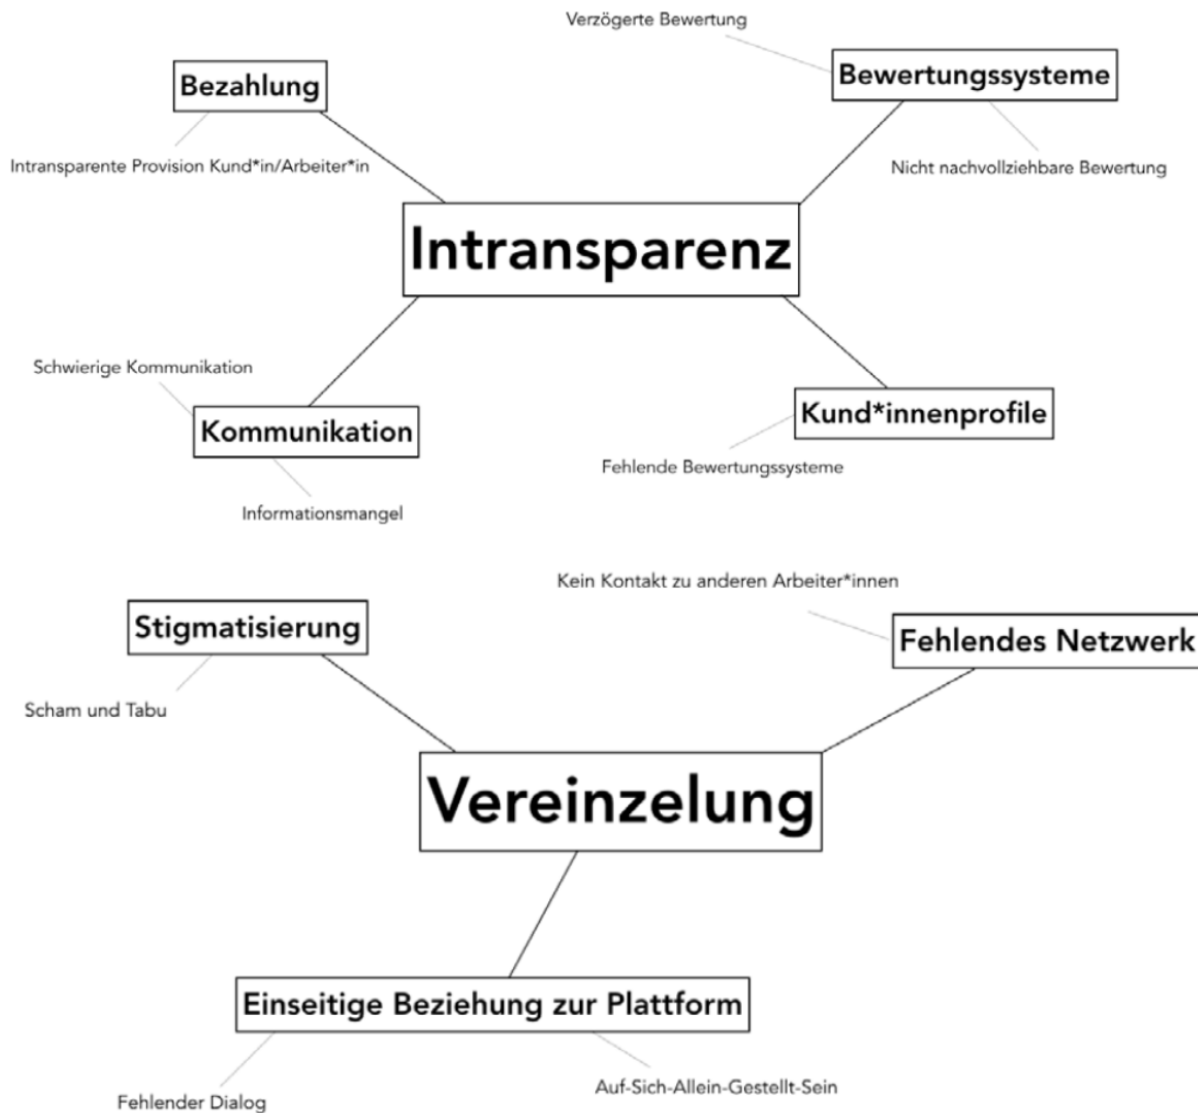 Verzögerte Bewertung
Bezahlung
Bewertungssysteme
Intransparente Provision Kund*in/Arbeiter*in
Nicht nachvollziehbare Bewertung
Intransparenz
Schwierige Kommunikation
Kommunikation
Kund*innenprofile
Fehlende Bewertungssysteme
Informationsmangel
Kein Kontakt zu anderen Arbeiter*innen
Stigmatisierung
Fehlendes Netzwerk
Scham und Tabu
Vereinzelung
Einseitige Beziehung zur Plattform
Auf-Sich-Allein-Gestellt-Sein
Fehlender Dialog